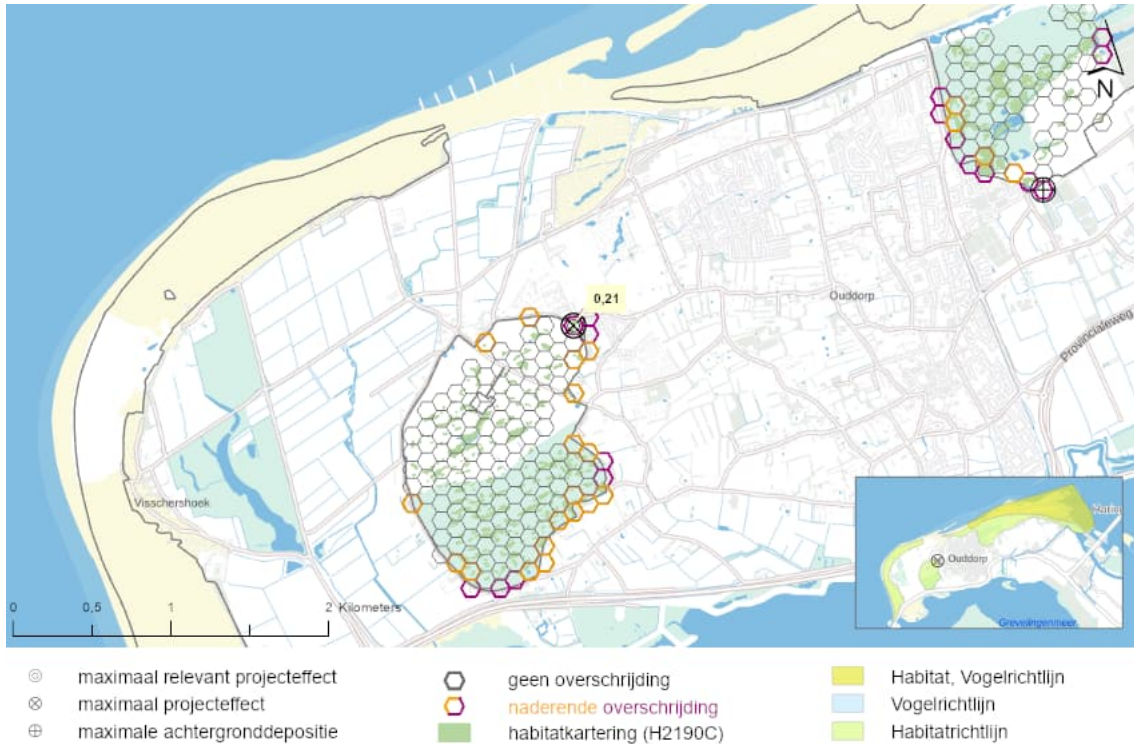 N
0,21
Ouddorp
Provincialeweg
Visschershoek
0 0,5 1 2
Kilometers
Ouddorp
Grevelingenmeer
maximaal relevant projecteffect
maximaal projecteffect
maximale achtergronddepositie
geen overschrijding
naderende overschrijding
habitatkartering (H2190C)
Habitat, Vogelrichtlijn
Vogelrichtlijn
Habitatrichtlijn